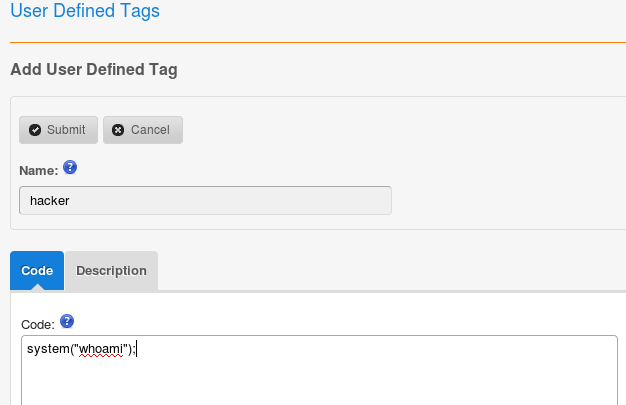 User Defined Tags
Add User Defined Tag
Submit Cancel
Name: ?
hacker
Code Description
Code: ?
system("whoami");